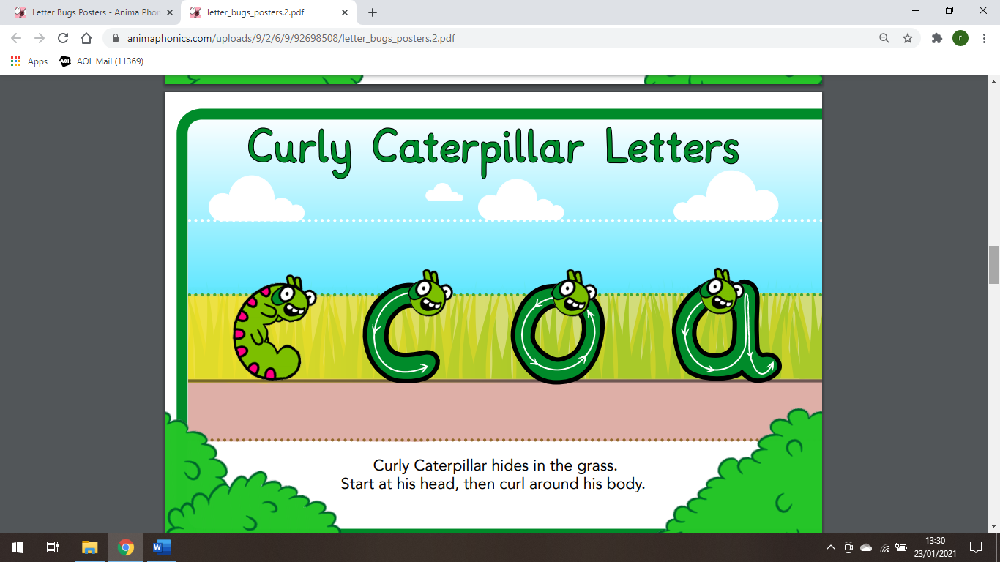 Letter Bugs Posters - Anima Phon
letter_bugs_posters.2.pdf
animaphonics.com/uploads/9/2/6/9/92698508/letter_bugs_posters.2.pdf
r
Apps
Aol.
AOL Mail (11369)
Curly Caterpillar Letters
c o a
Curly Caterpillar hides in the grass.
Start at his head, then curl around his body.
W
13:30
23/01/2021